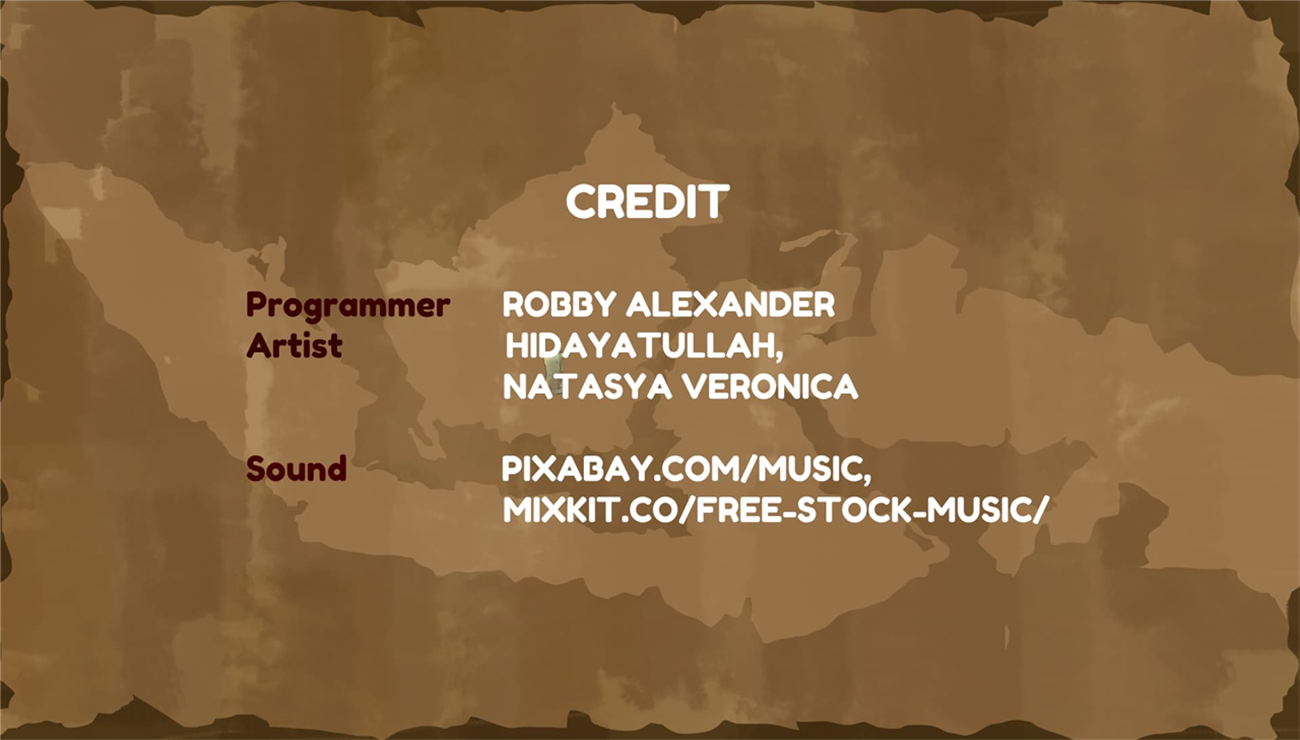 CREDIT
Programmer ROBBY ALEXANDER
Artist HIDAYATULLAH,
NATASYA VERONICA
Sound PIXABAY.COM/MUSIC,
MIXKIT.CO/FREE-STOCK-MUSIC/